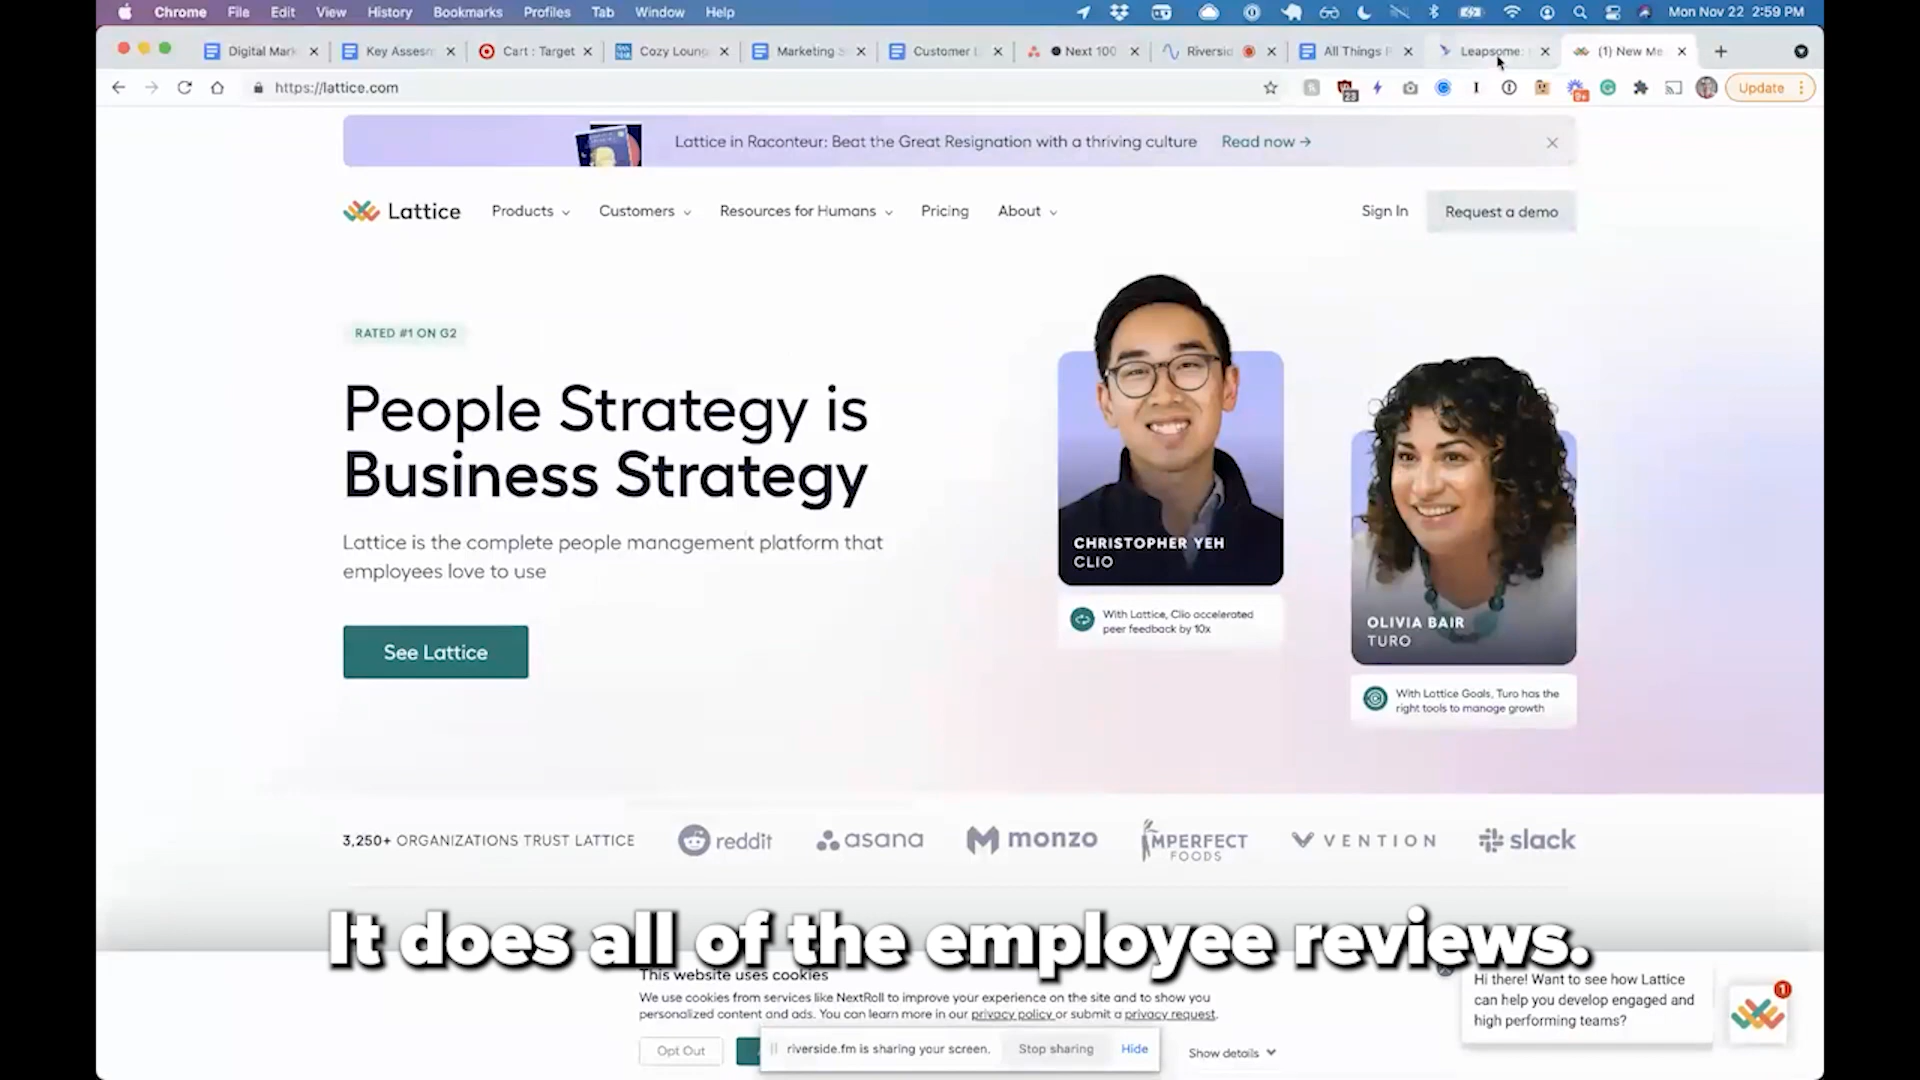 Chrome File Edit View History Bookmarks Profiles Tab Window Help Mon Nov 22 2:59 PM
Digital Mark Key Assesm Cart : Target Cozy Loung Marketing S Customer L Next 100 Riversid All Things Leapsome: (1) New Me
https://lattice.com 23 9+ Update
Lattice in Raconteur: Beat the Great Resignation with a thriving culture Read now →
Lattice Products Customers Resources for Humans Pricing About Sign In Request a demo
RATED #1 ON G2
People Strategy is
Business Strategy
Lattice is the complete people management platform that
employees love to use
See Lattice
CHRISTOPHER YEH
CLIO
With Lattice, Clio accelerated
peer feedback by 10x
OLIVIA BAIR
TURO
With Lattice Goals, Turo has the
right tools to manage growth
3,250+ ORGANIZATIONS TRUST LATTICE reddit asana monzo IMPERFECT FOODS VENTION slack
It does all of the employee reviews.
This website uses cookies
We use cookies from services like NextRoll to improve your experience on the site and to show you
personalized content and ads. You can learn more in our privacy policy or submit a privacy request.
Opt Out
riverside.fm is sharing your screen. Stop sharing Hide
Show details
Hi there! Want to see how Lattice
can help you develop engaged and
high performing teams?
1